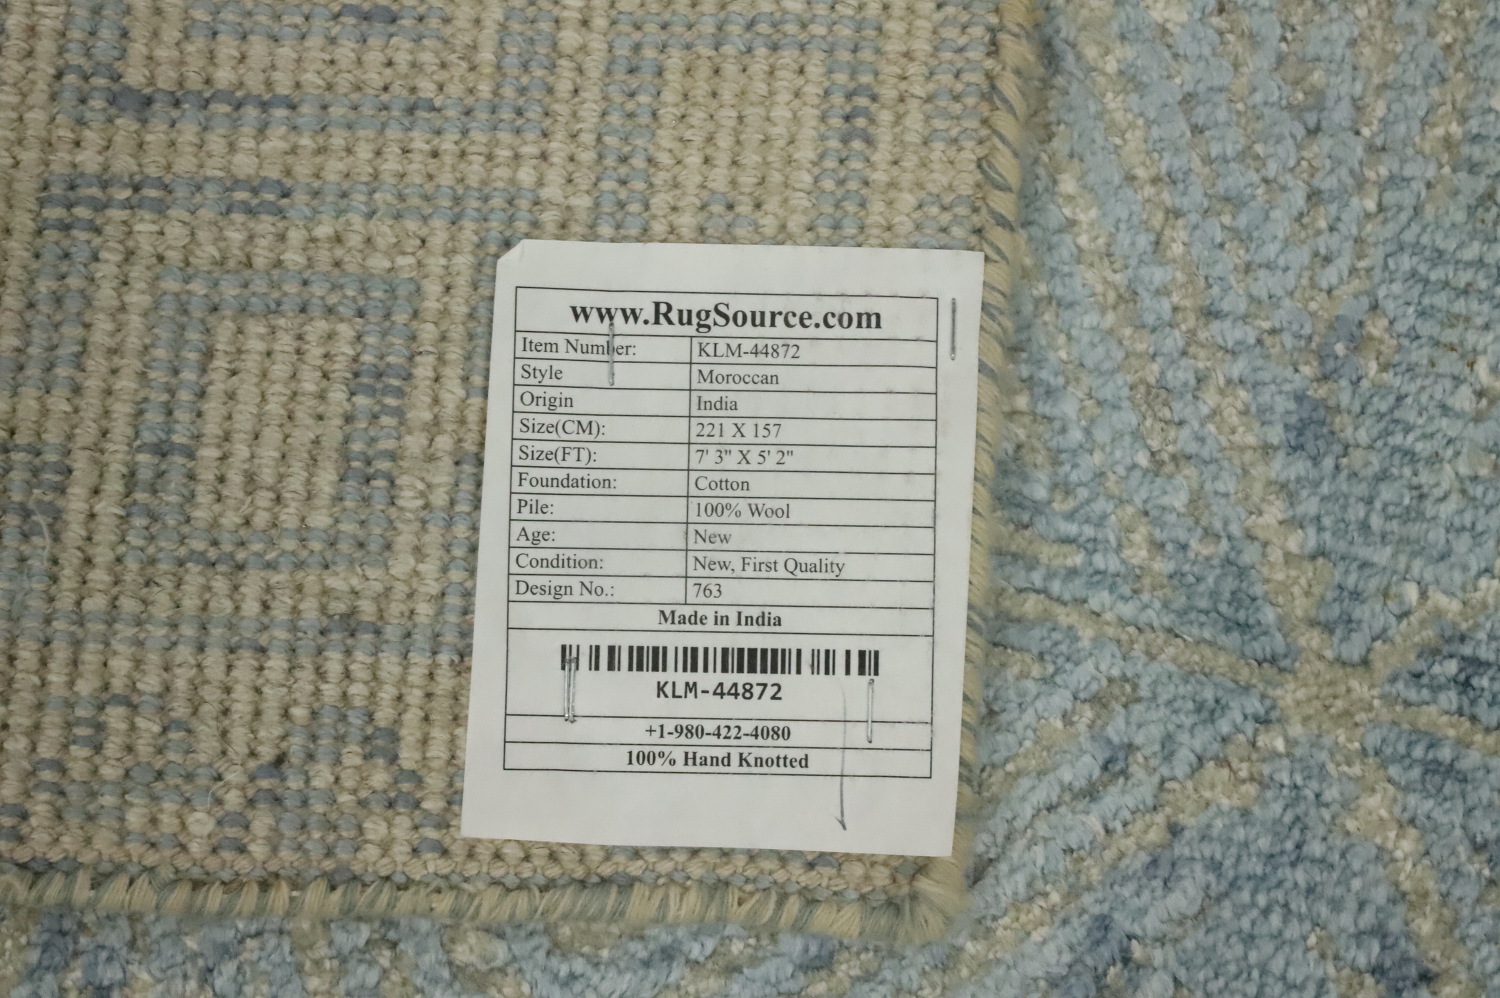 www.RugSource.com
Item Number: KLM-44872
Style Moroccan
Origin India
Size(CM): 221 X 157
Size(FT): 7' 3" X 5' 2"
Foundation: Cotton
Pile: 100% Wool
Age: New
Condition: New, First Quality
Design No.: 763
Made in India
KLM-44872
+1-980-422-4080
100% Hand Knotted